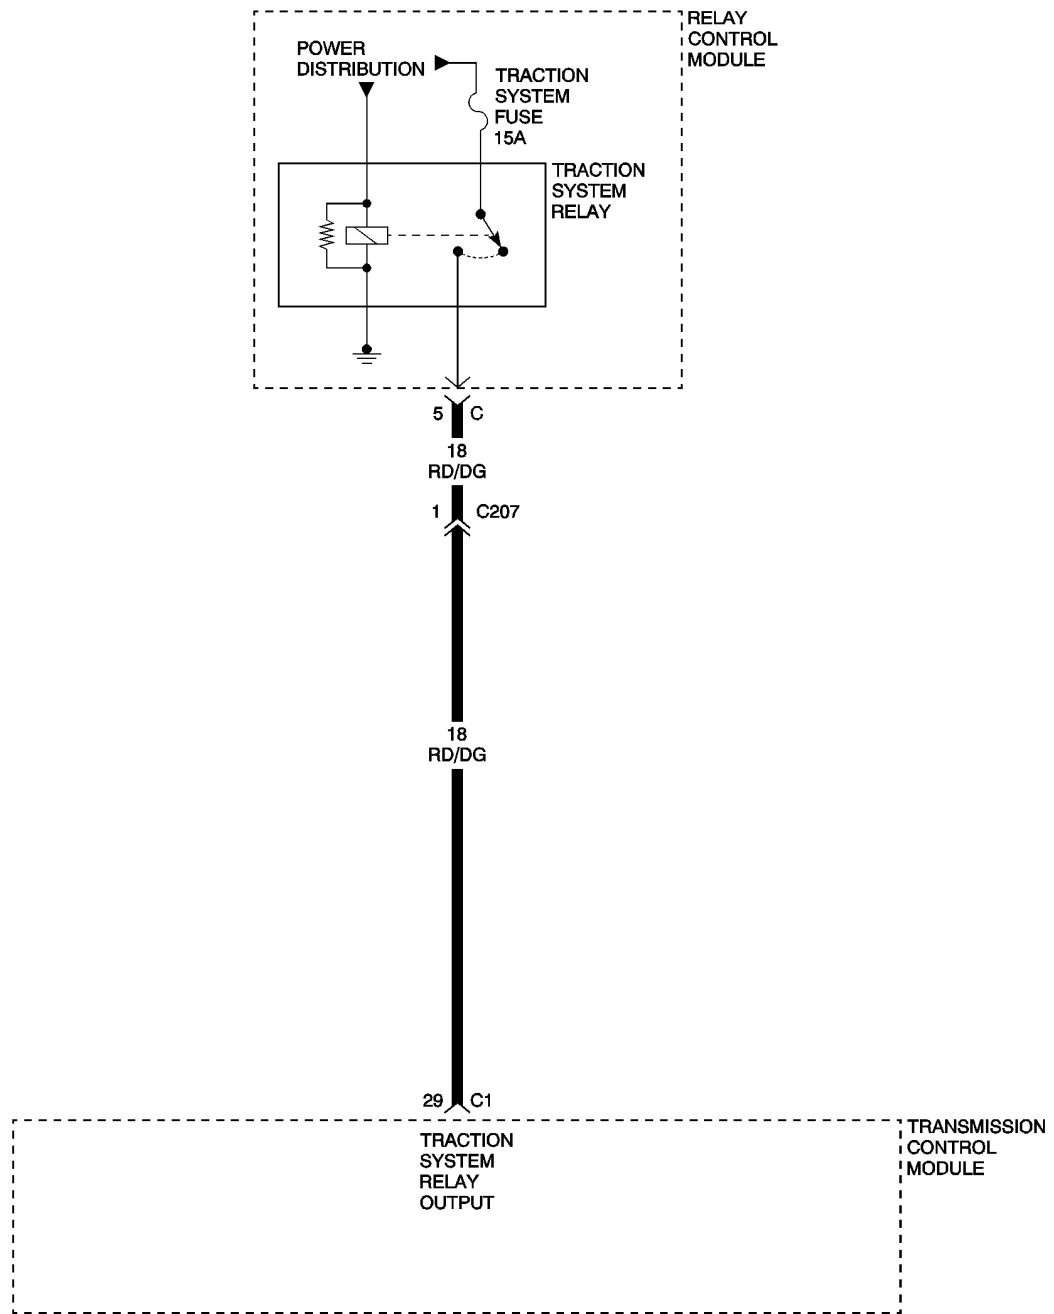 RELAY
CONTROL
MODULE
POWER
DISTRIBUTION
TRACTION
SYSTEM
FUSE
15A
TRACTION
SYSTEM
RELAY
5 C
18
RD/DG
1 C207
18
RD/DG
29 C1
TRACTION
SYSTEM
RELAY
OUTPUT
TRANSMISSION
CONTROL
MODULE